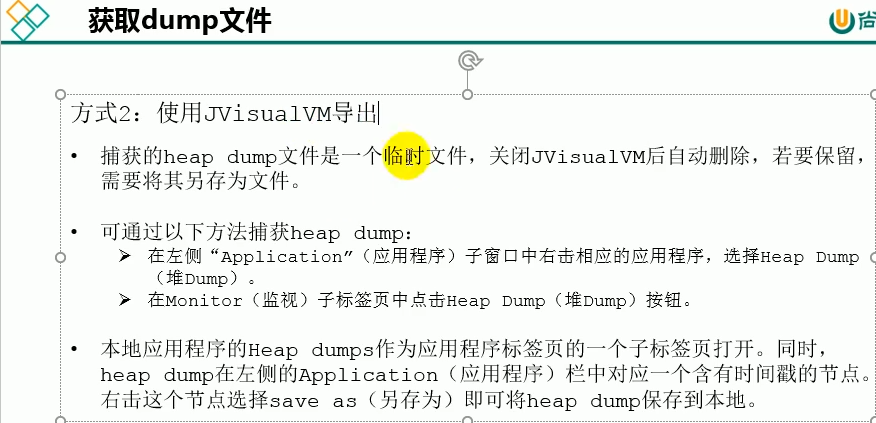 获取dump文件
尚
方式2：使用JVisualVM导出
• 捕获的heap dump文件是一个临时文件，关闭JVisualVM后自动删除，若要保留，
需要将其另存为文件。
• 可通过以下方法捕获heap dump：
➢ 在左侧“Application”（应用程序）子窗口中右击相应的应用程序，选择Heap Dump
（堆Dump）。
➢ 在Monitor（监视）子标签页中点击Heap Dump（堆Dump）按钮。
• 本地应用程序的Heap dumps作为应用程序标签页的一个子标签页打开。同时，
heap dump在左侧的Application（应用程序）栏中对应一个含有时间戳的节点。
右击这个节点选择save as（另存为）即可将heap dump保存到本地。